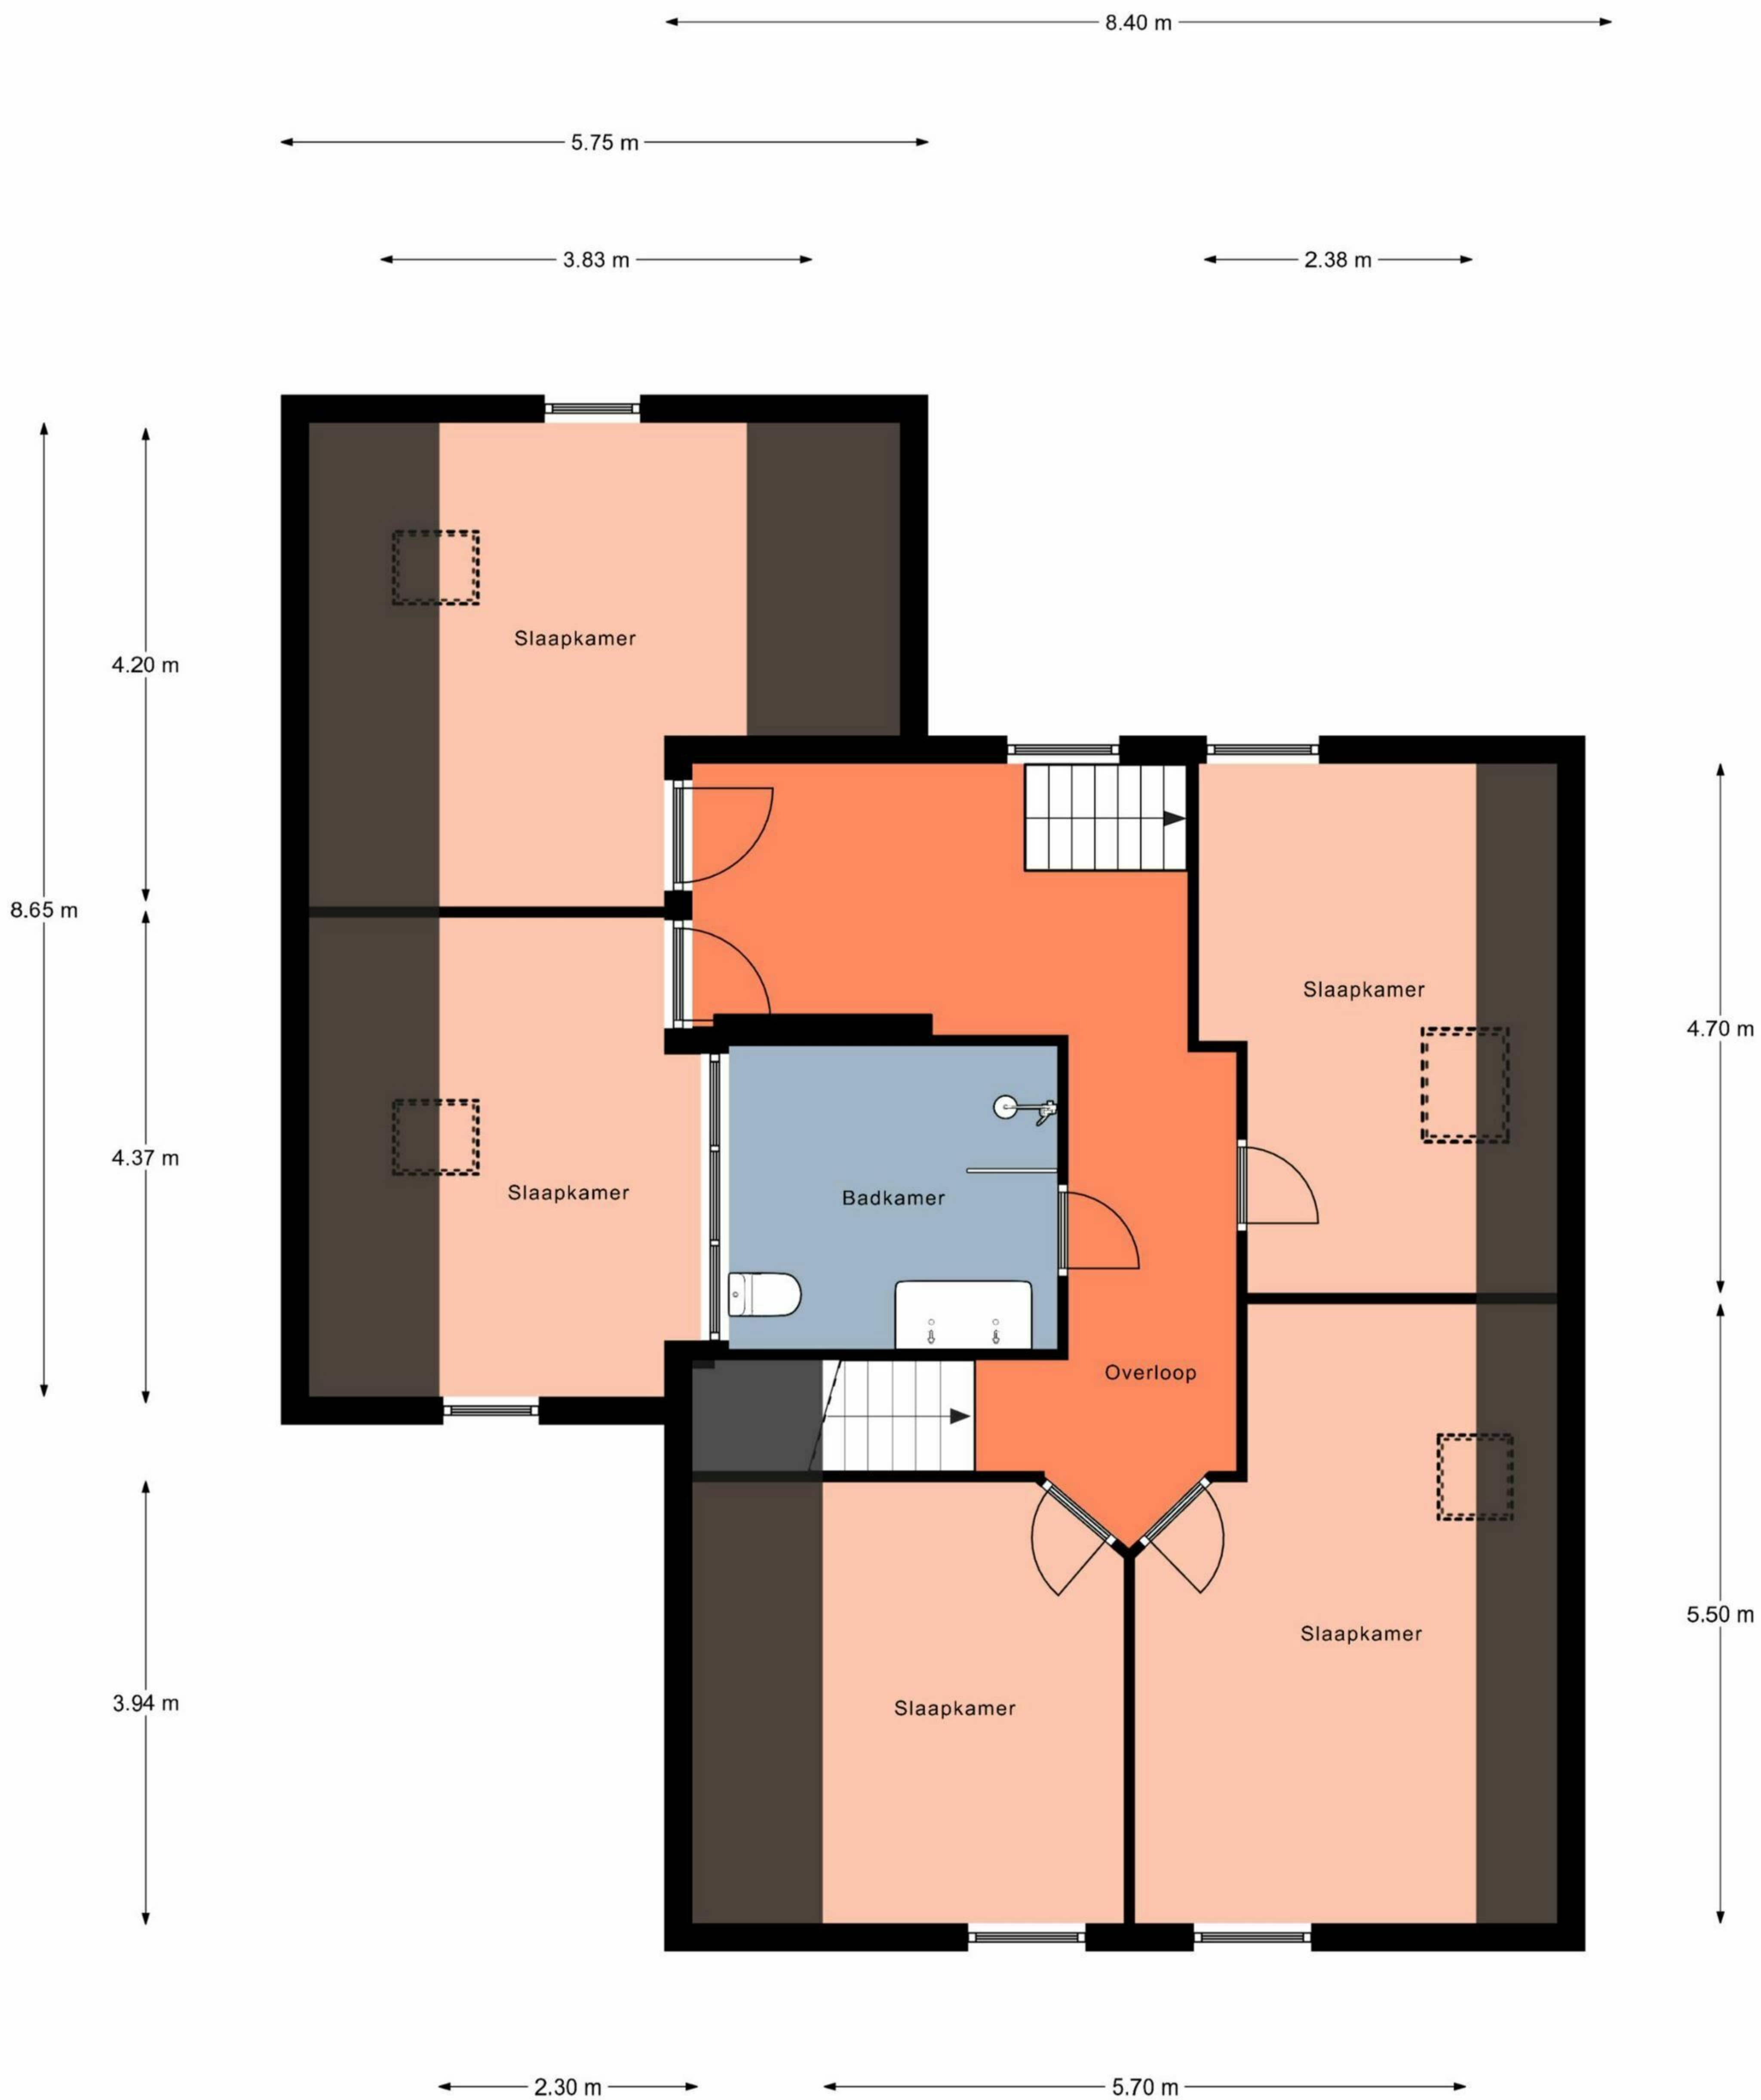 8.40 m
5.75 m
3.83 m
2.38 m
Slaapkamer
4.20 m
8.65 m
Slaapkamer
4.70 m
4.37 m
Slaapkamer
Badkamer
Overloop
5.50 m
Slaapkamer
3.94 m
Slaapkamer
2.30 m
5.70 m